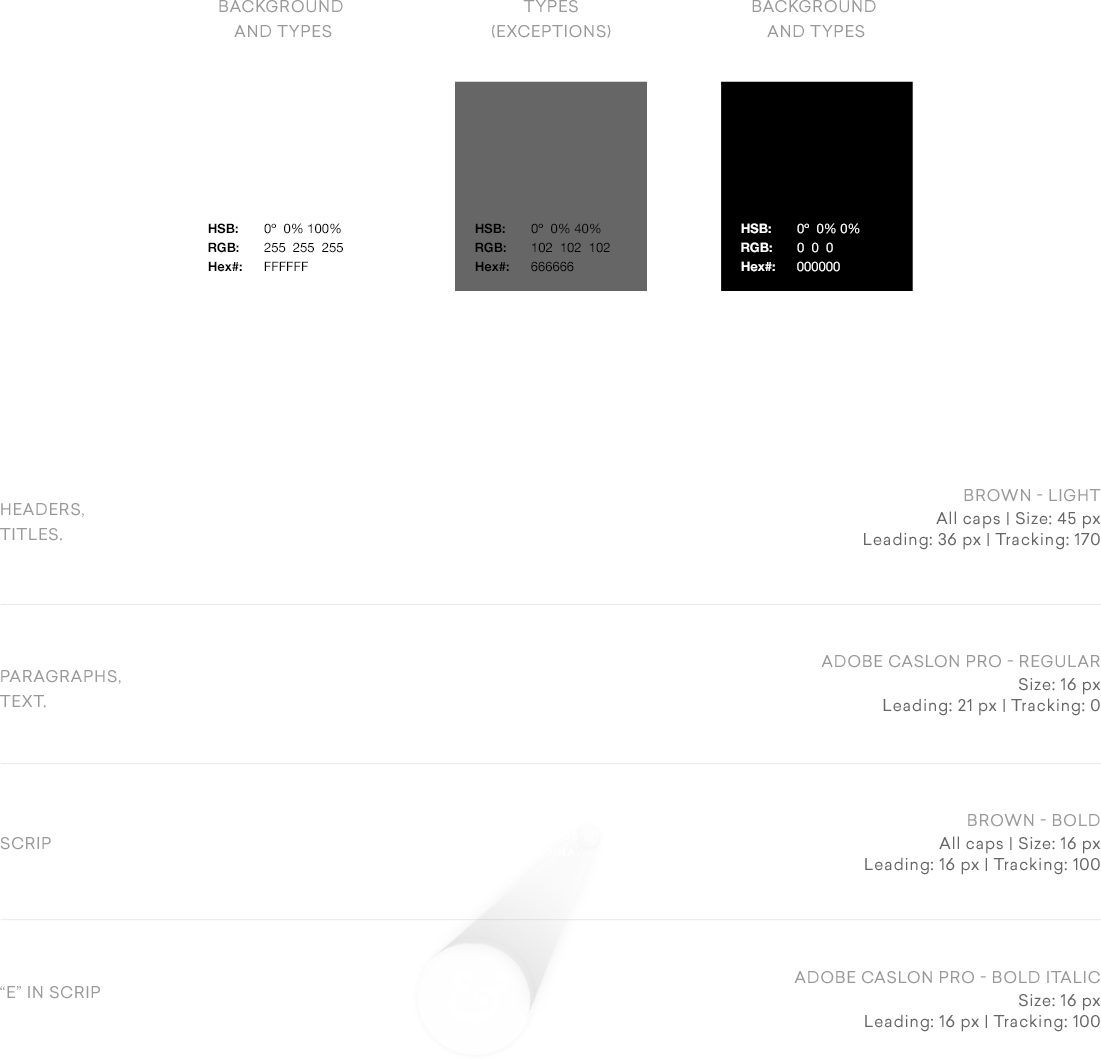 BACKGROUND
AND TYPES
TYPES
(EXCEPTIONS)
BACKGROUND
AND TYPES
HSB: 0° 0% 100%
RGB: 255 255 255
Hex#: FFFFFF
HSB: 0° 0% 40%
RGB: 102 102 102
Hex#: 666666
HSB: 0° 0% 0%
RGB: 0 0 0
Hex#: 000000
HEADERS,
TITLES.
BROWN - LIGHT
All caps | Size: 45 px
Leading: 36 px | Tracking: 170
PARAGRAPHS,
TEXT.
ADOBE CASLON PRO - REGULAR
Size: 16 px
Leading: 21 px | Tracking: 0
SCRIP
BROWN - BOLD
All caps | Size: 16 px
Leading: 16 px | Tracking: 100
“E” IN SCRIP
ADOBE CASLON PRO - BOLD ITALIC
Size: 16 px
Leading: 16 px | Tracking: 100